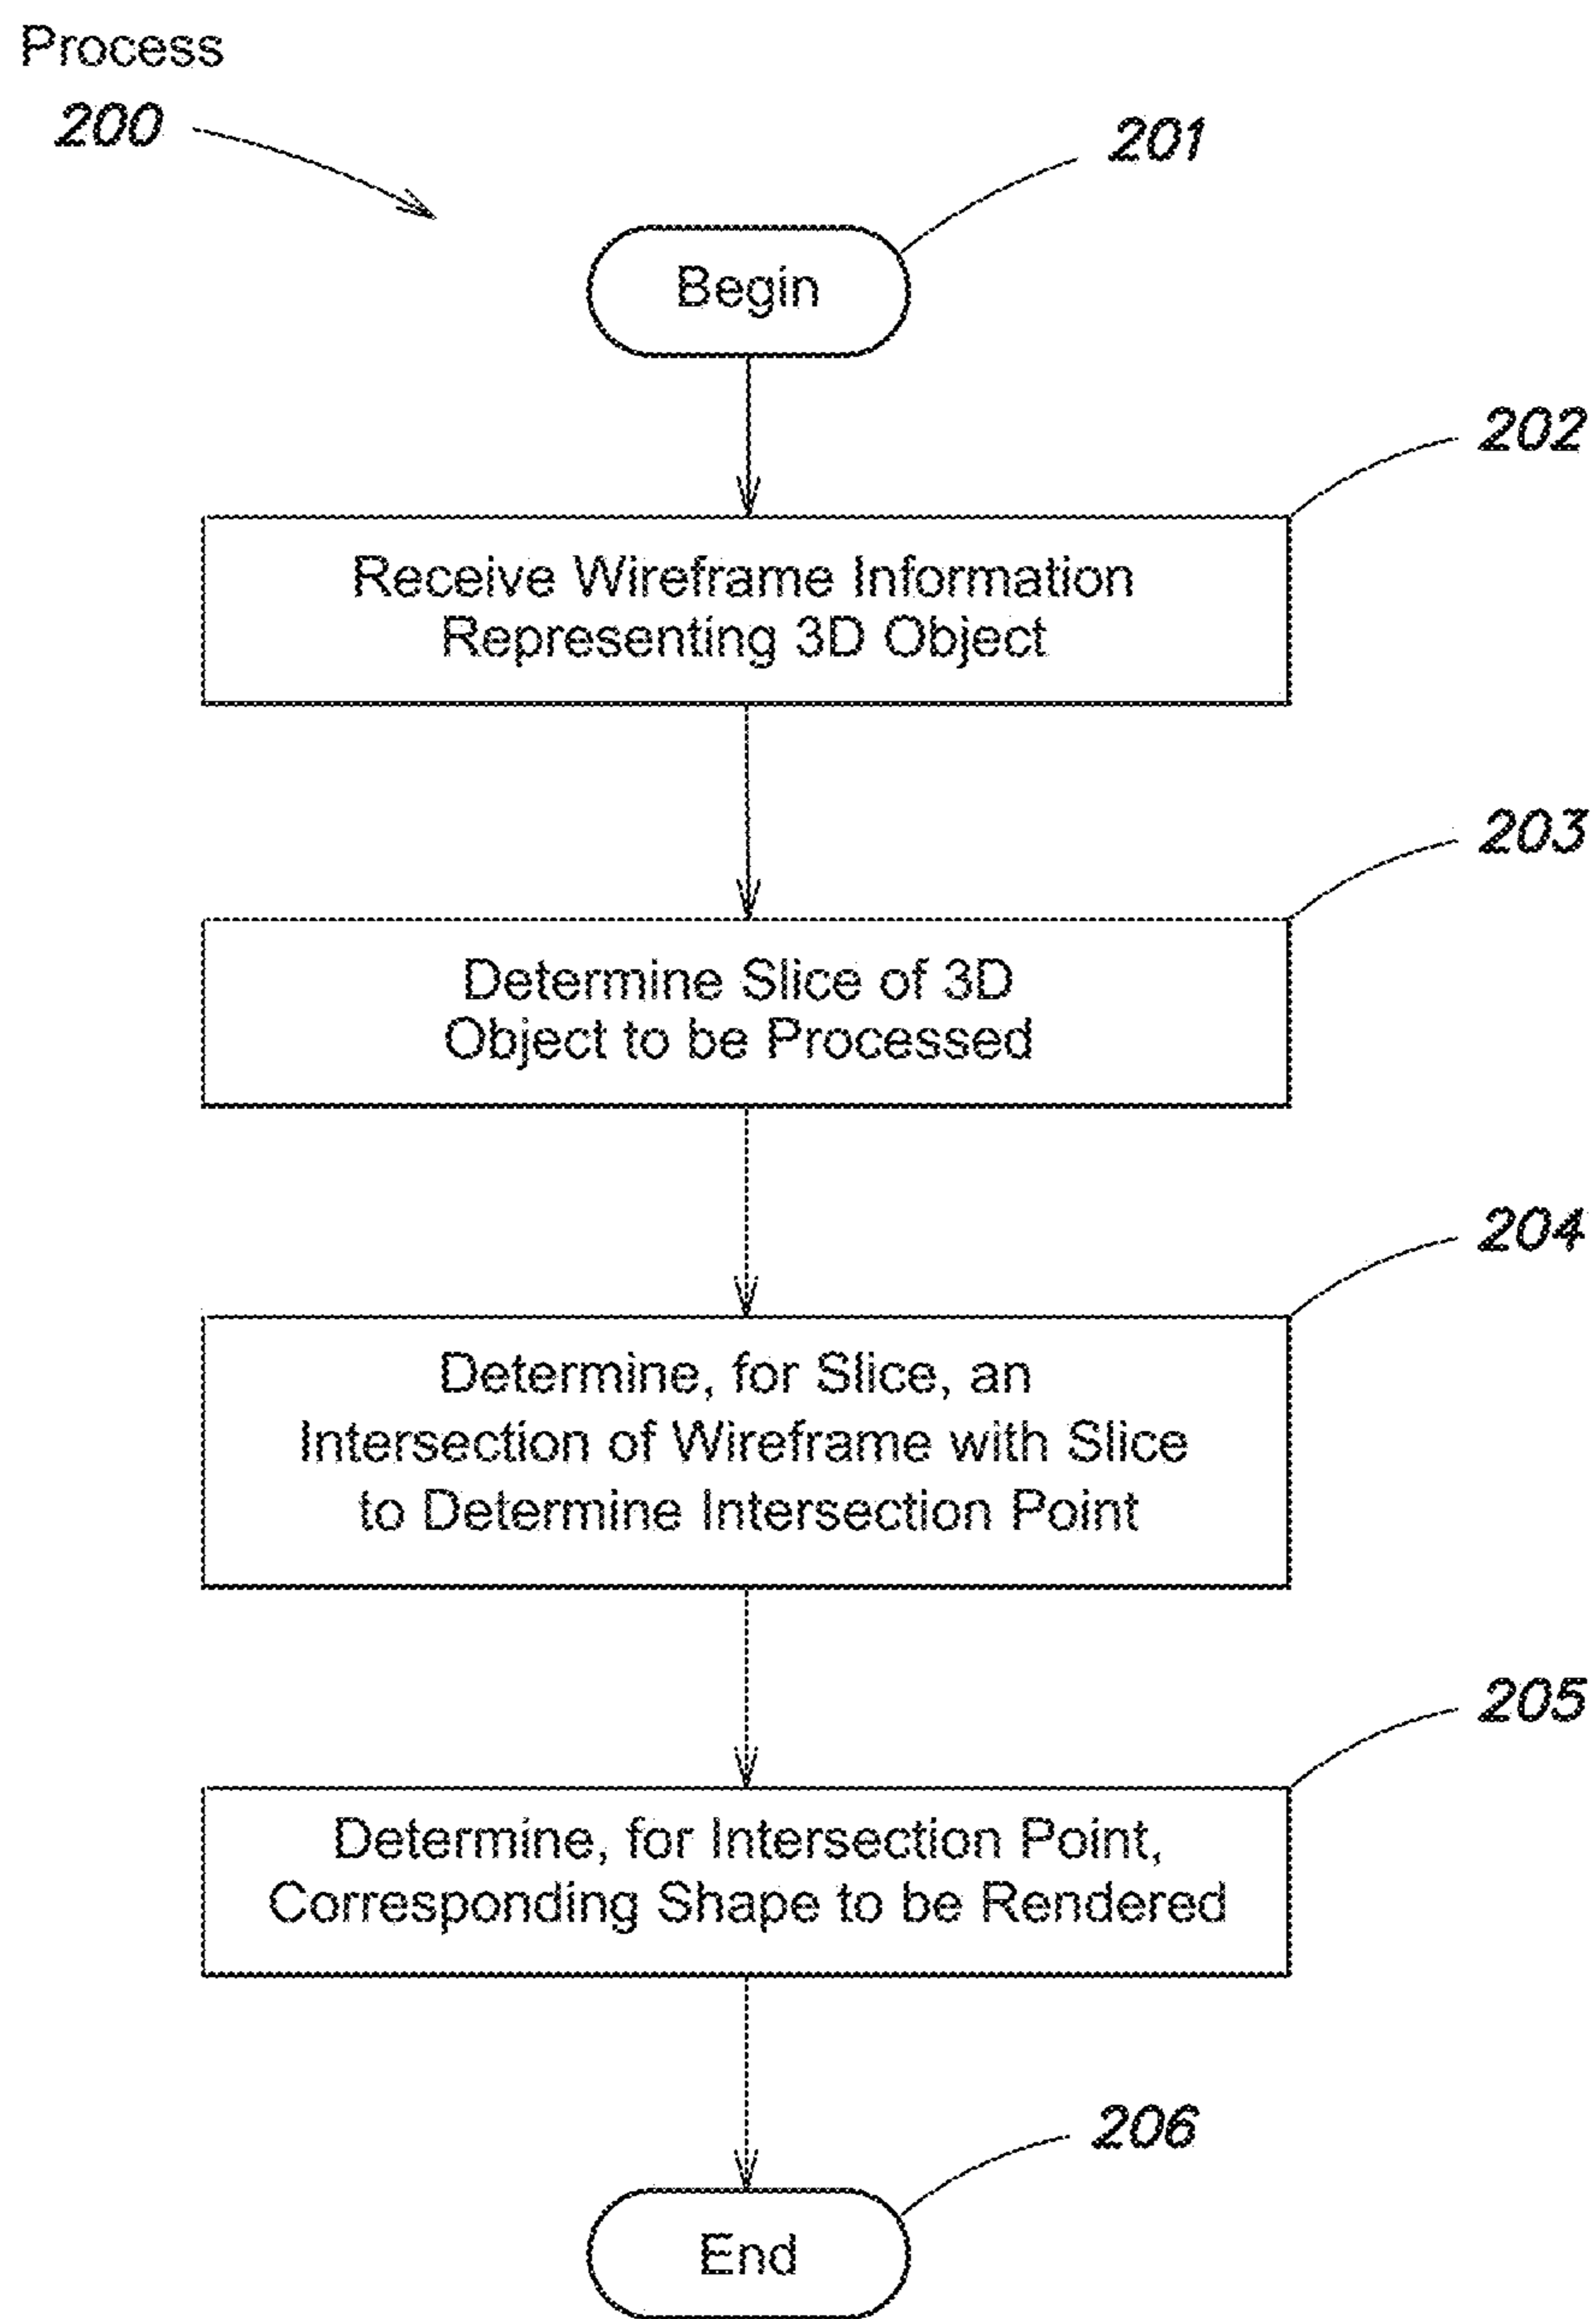 Process
200
201
Begin
202
Receive Wireframe Information
Representing 3D Object
203
Determine Slice of 3D
Object to be Processed
204
Determine, for Slice, an
Intersection of Wireframe with Slice
to Determine Intersection Point
205
Determine, for Intersection Point,
Corresponding Shape to be Rendered
206
End